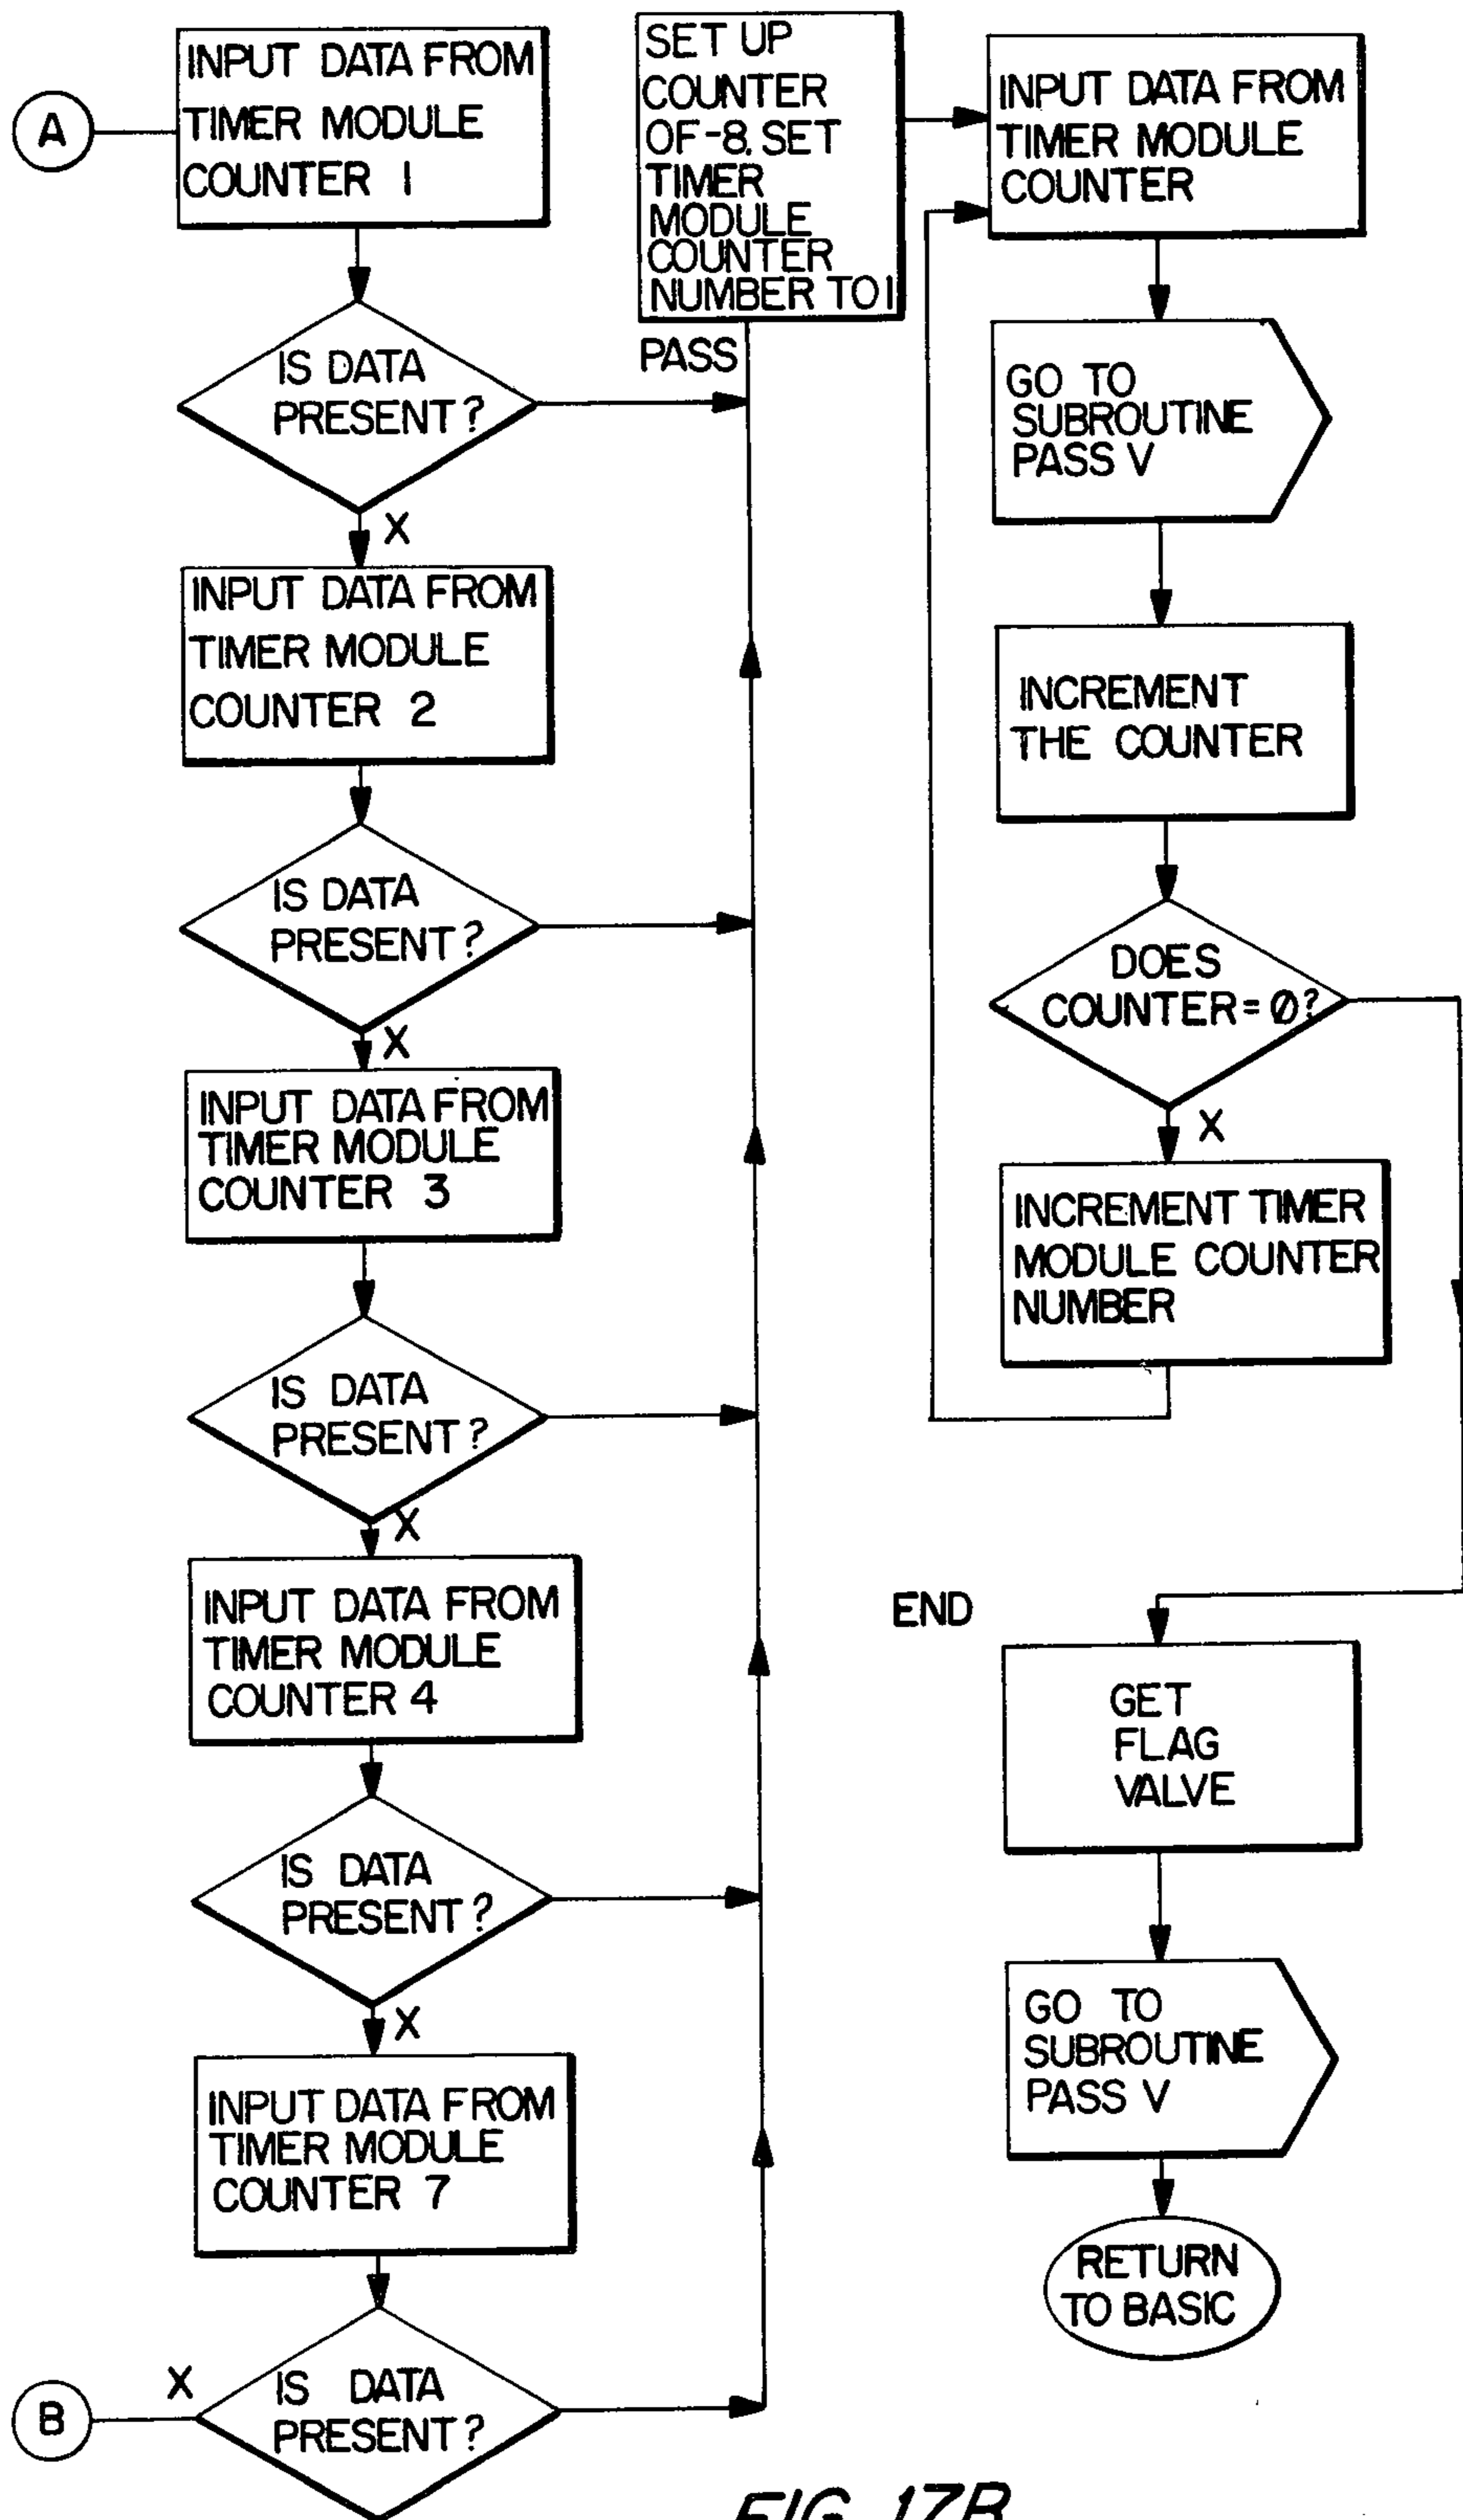 A
INPUT DATA FROM
TIMER MODULE
COUNTER 1
IS DATA
PRESENT?
X
INPUT DATA FROM
TIMER MODULE
COUNTER 2
IS DATA
PRESENT?
X
INPUT DATA FROM
TIMER MODULE
COUNTER 3
IS DATA
PRESENT?
X
INPUT DATA FROM
TIMER MODULE
COUNTER 4
IS DATA
PRESENT?
X
INPUT DATA FROM
TIMER MODULE
COUNTER 7
IS DATA
PRESENT?
X
B
SET UP
COUNTER
OF -8. SET
TIMER
MODULE
COUNTER
NUMBER TO 1
PASS
INPUT DATA FROM
TIMER MODULE
COUNTER
GO TO
SUBROUTINE
PASS V
INCREMENT
THE COUNTER
DOES
COUNTER = Ø?
X
INCREMENT TIMER
MODULE COUNTER
NUMBER
END
GET
FLAG
VALVE
GO TO
SUBROUTINE
PASS V
RETURN
TO BASIC
FIG. 17B